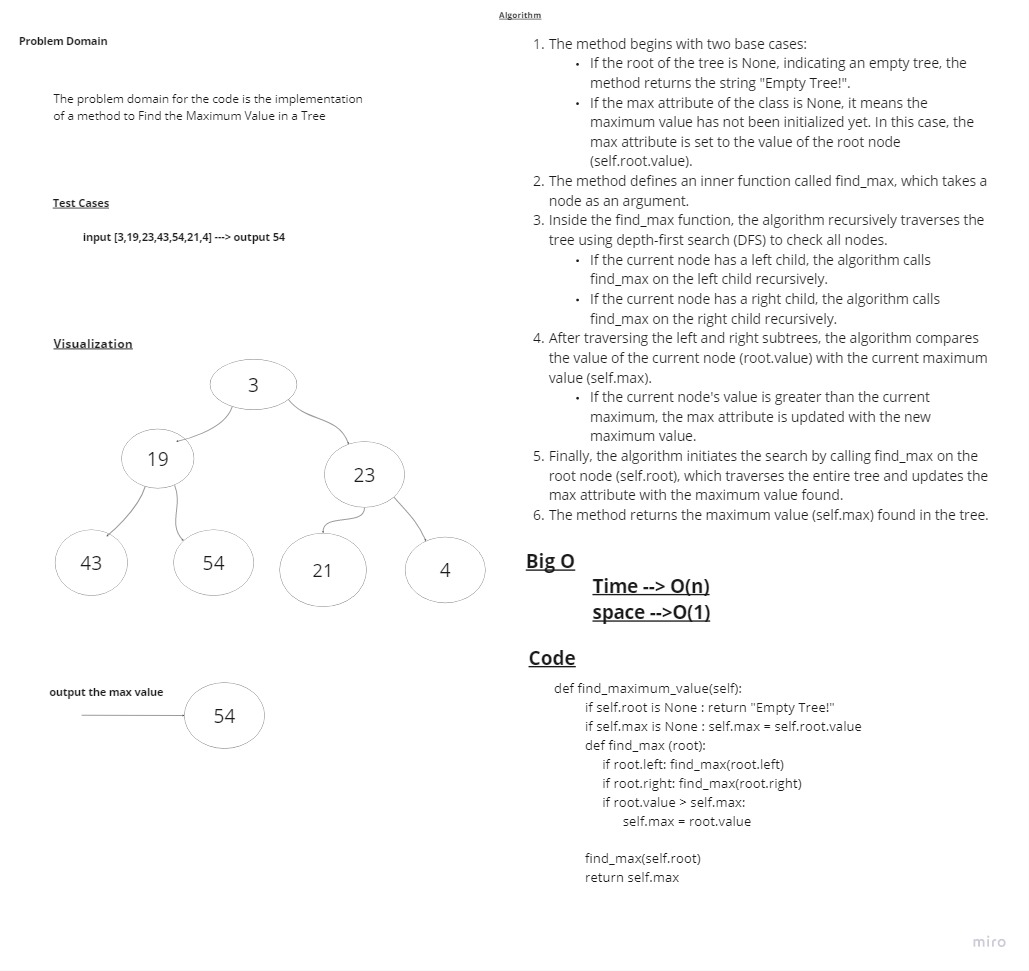 Problem Domain
The problem domain for the code is the implementation
of a method to Find the Maximum Value in a Tree
Test Cases
input [3,19,23,43,54,21,4] ---> output 54
Visualization
3
19
23
43
54
21
4
output the max value
54
Algorithm
1. The method begins with two base cases:
• If the root of the tree is None, indicating an empty tree, the
method returns the string "Empty Tree!".
• If the max attribute of the class is None, it means the
maximum value has not been initialized yet. In this case, the
max attribute is set to the value of the root node
(self.root.value).
2. The method defines an inner function called find_max, which takes a
node as an argument.
3. Inside the find_max function, the algorithm recursively traverses the
tree using depth-first search (DFS) to check all nodes.
• If the current node has a left child, the algorithm calls
find_max on the left child recursively.
• If the current node has a right child, the algorithm calls
find_max on the right child recursively.
4. After traversing the left and right subtrees, the algorithm compares
the value of the current node (root.value) with the current maximum
value (self.max).
• If the current node's value is greater than the current
maximum, the max attribute is updated with the new
maximum value.
5. Finally, the algorithm initiates the search by calling find_max on the
root node (self.root), which traverses the entire tree and updates the
max attribute with the maximum value found.
6. The method returns the maximum value (self.max) found in the tree.
Big O
Time --> O(n)
space -->O(1)
Code
def find_maximum_value(self):
if self.root is None : return "Empty Tree!"
if self.max is None : self.max = self.root.value
def find_max (root):
if root.left: find_max(root.left)
if root.right: find_max(root.right)
if root.value > self.max:
self.max = root.value
find_max(self.root)
return self.max
miro